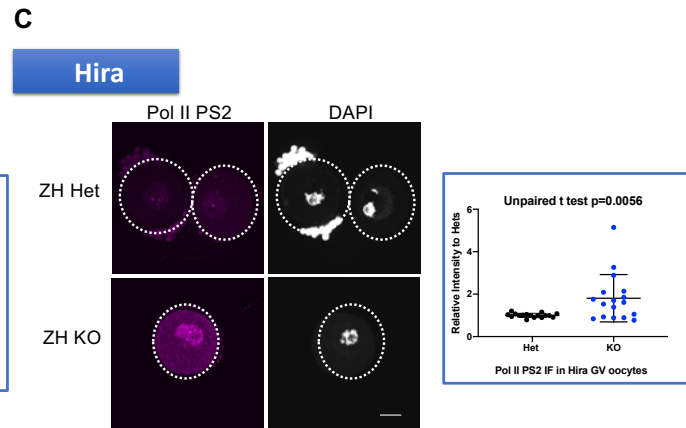 C
Hira
Pol II PS2
DAPI
ZH Het
ZH KO
Unpaired t test p=0.0056
Relative Intensity to Hets
6
4
2
0
Het
KO
Pol II PS2 IF in Hira GV oocytes